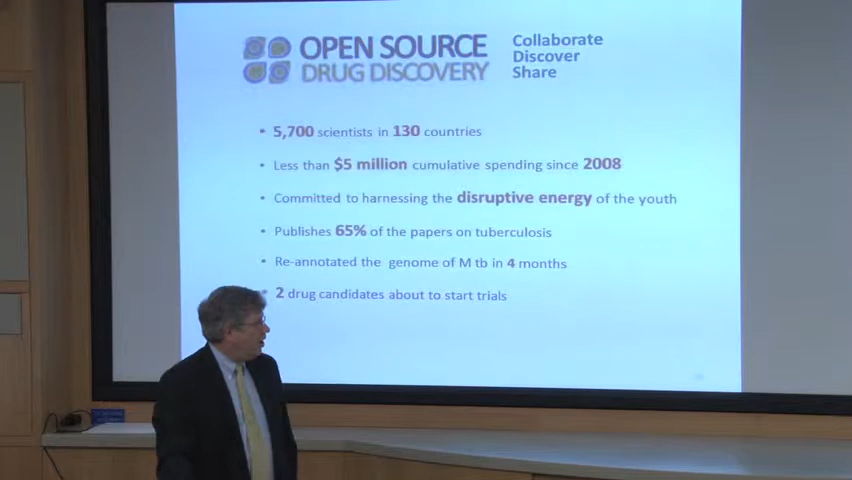 OPEN SOURCE
DRUG DISCOVERY
Collaborate
Discover
Share
• 5,700 scientists in 130 countries
• Less than $5 million cumulative spending since 2008
• Committed to harnessing the disruptive energy of the youth
• Publishes 65% of the papers on tuberculosis
• Re-annotated the genome of M tb in 4 months
• 2 drug candidates about to start trials